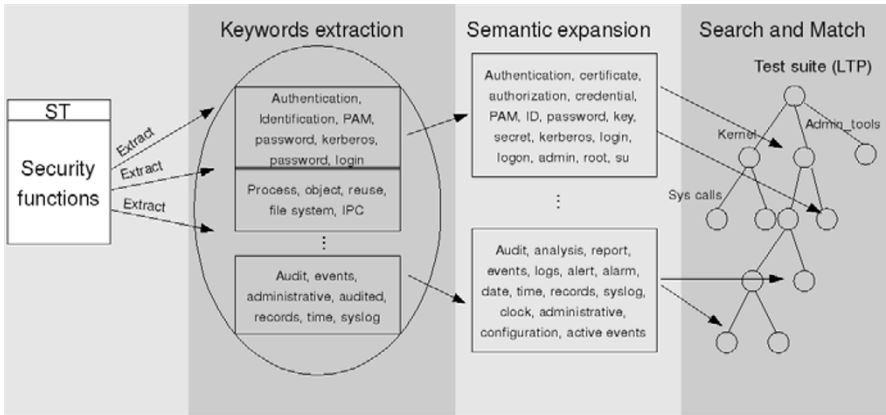 Keywords extraction
Semantic expansion
Search and Match
ST
Security
functions
Extract
Extract
Extract
Authentication,
Identification, PAM,
password, kerberos,
password, login
Process, object, reuse,
file system, IPC
⋮
Audit, events,
administrative, audited,
records, time, syslog
Authentication, certificate,
authorization, credential,
PAM, ID, password, key,
secret, kerberos, login,
logon, admin, root, su
⋮
Audit, analysis, report,
events, logs, alert, alarm,
date, time, records, syslog,
clock, administrative,
configuration, active events
Test suite (LTP)
Kernel
Admin_tools
Sys calls